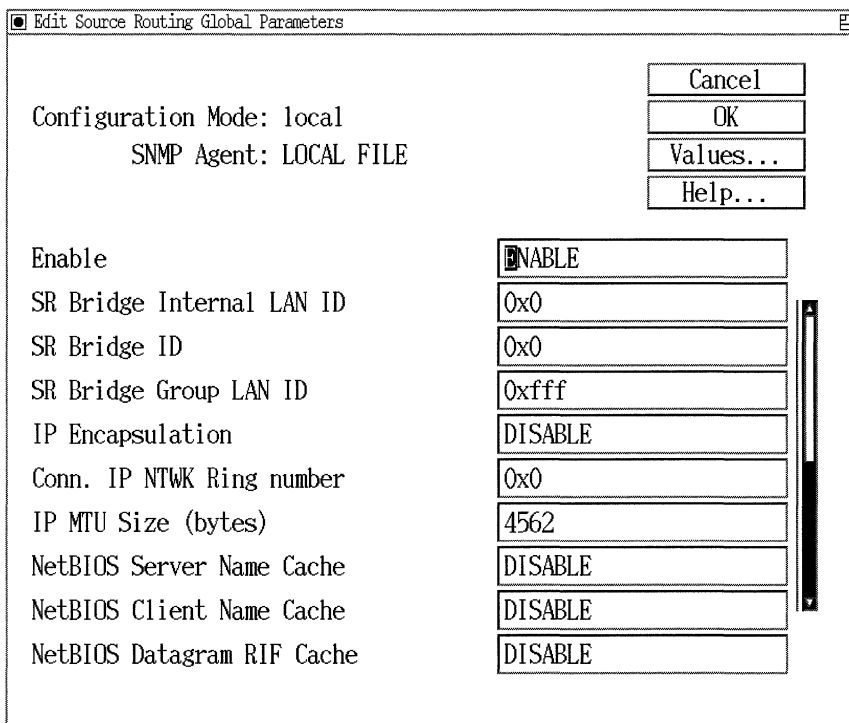 Edit Source Routing Global Parameters
Cancel
Configuration Mode: local
OK
SNMP Agent: LOCAL FILE
Values...
Help...
Enable ENABLE
SR Bridge Internal LAN ID 0x0
SR Bridge ID 0x0
SR Bridge Group LAN ID 0xfff
IP Encapsulation DISABLE
Conn. IP NTWK Ring number 0x0
IP MTU Size (bytes) 4562
NetBIOS Server Name Cache DISABLE
NetBIOS Client Name Cache DISABLE
NetBIOS Datagram RIF Cache DISABLE